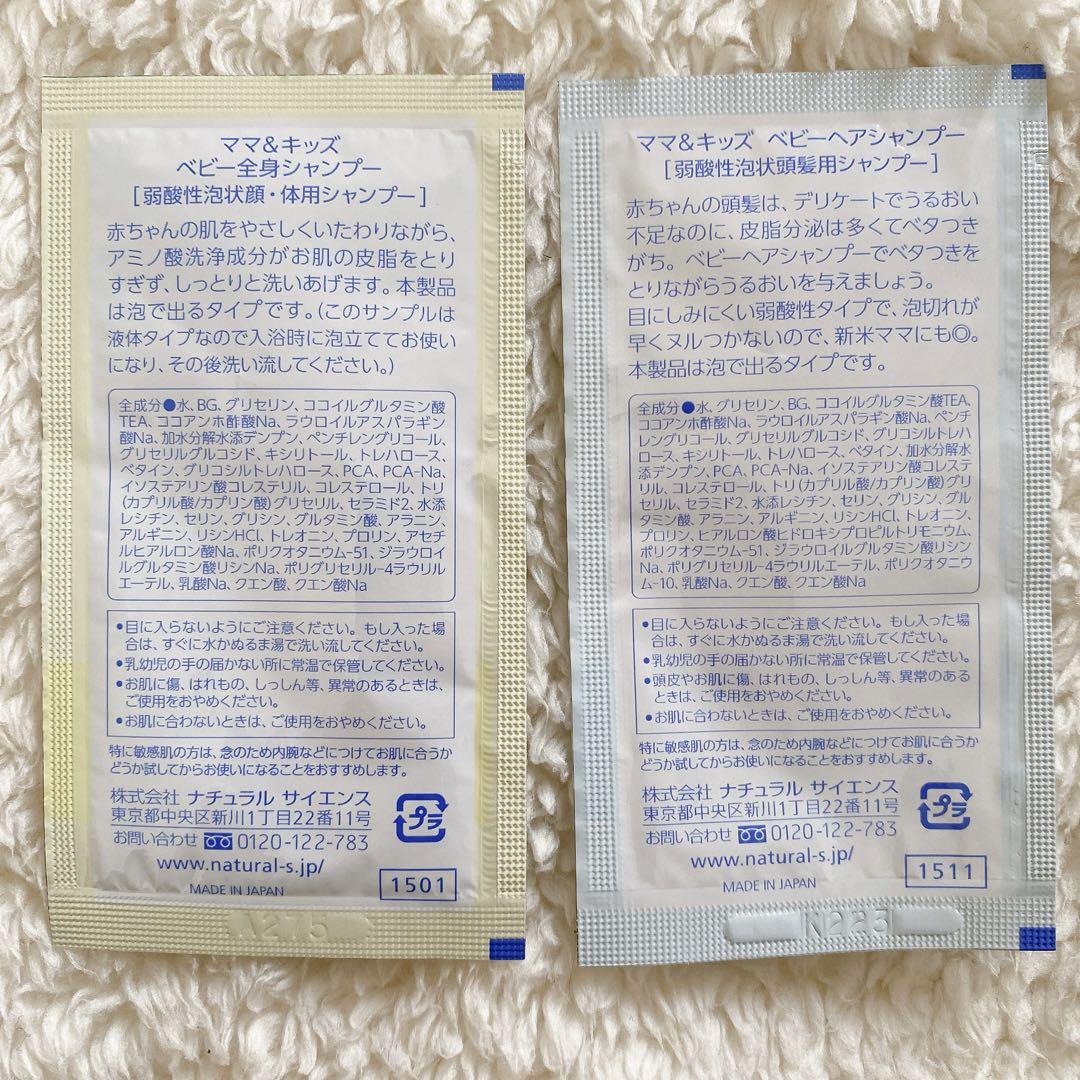 ママ&キッズ
ベビー全身シャンプー
[弱酸性泡状顔・体用シャンプー]
赤ちゃんの肌をやさしくいたわりながら、
アミノ酸洗浄成分がお肌の皮脂をとり
すぎず、しっとりと洗いあげます。本製品
は泡で出るタイプです。(このサンプルは
液体タイプなので入浴時に泡立ててお使い
になり、その後洗い流してください。)
全成分●水、BG、グリセリン、ココイルグルタミン酸
TEA、ココアンホ酢酸Na、ラウロイルアスパラギン
酸Na、加水分解水添デンプン、ペンチレングリコール、
グリセリルグルコシド、キシリトール、トレハロース、
ベタイン、グリコシルトレハロース、PCA、PCA-Na、
イソステアリン酸コレステリル、コレステロール、トリ
(カプリル酸/カプリン酸)グリセリル、セラミド2、水添
レシチン、セリン、グリシン、グルタミン酸、アラニン、
アルギニン、リシンHCl、トレオニン、プロリン、アセチ
ルヒアルロン酸Na、ポリクオタニウム-51、ジラウロイ
ルグルタミン酸リシンNa、ポリグリセリル-4ラウリル
エーテル、乳酸Na、クエン酸、クエン酸Na
●目に入らないようにご注意ください。もし入った場
合は、すぐに水かぬるま湯で洗い流してください。
●乳幼児の手の届かない所に常温で保管してください。
●お肌に傷、はれもの、しっしん等、異常のあるときは、
ご使用をおやめください。
●お肌に合わないときは、ご使用をおやめください。
特に敏感肌の方は、念のため内腕などにつけてお肌に合うか
どうか試してからお使いになることをおすすめします。
株式会社 ナチュラル サイエンス
東京都中央区新川1丁目22番11号
お問い合わせ 0120-122-783
www.natural-s.jp/
プラ
MADE IN JAPAN
1501
ママ&キッズ ベビーヘアシャンプー
[弱酸性泡状頭髪用シャンプー]
赤ちゃんの頭髪は、デリケートでうるおい
不足なのに、皮脂分泌は多くてベタつき
がち。ベビーヘアシャンプーでベタつきを
とりながらうるおいを与えましょう。
目にしみにくい弱酸性タイプで、泡切れが
早くヌルつかないので、新米ママにも◎。
本製品は泡で出るタイプです。
全成分●水、グリセリン、BG、ココイルグルタミン酸TEA、
ココアンホ酢酸Na、ラウロイルアスパラギン酸Na、ペンチ
レングリコール、グリセリルグルコシド、グリコシルトレハ
ロース、キシリトール、トレハロース、ベタイン、加水分解水
添デンプン、PCA、PCA-Na、イソステアリン酸コレステ
リル、コレステロール、トリ(カプリル酸/カプリン酸)グリ
セリル、セラミド2、水添レシチン、セリン、グリシン、グル
タミン酸、アラニン、アルギニン、リシンHCl、トレオニン、
プロリン、ヒアルロン酸ヒドロキシプロピルトリモニウム、
ポリクオタニウム-51、ジラウロイルグルタミン酸リシン
Na、ポリグリセリル-4ラウリルエーテル、ポリクオタニウ
ム-10、乳酸Na、クエン酸、クエン酸Na
●目に入らないようにご注意ください。もし入った場
合は、すぐに水かぬるま湯で洗い流してください。
●乳幼児の手の届かない所に常温で保管してください。
●頭皮やお肌に傷、はれもの、しっしん等、異常のある
ときは、ご使用をおやめください。
●お肌に合わないときは、ご使用をおやめください。
特に敏感肌の方は、念のため内腕などにつけてお肌に合うか
どうか試してからお使いになることをおすすめします。
株式会社 ナチュラル サイエンス
東京都中央区新川1丁目22番11号
お問い合わせ 0120-122-783
www.natural-s.jp/
プラ
MADE IN JAPAN
1511